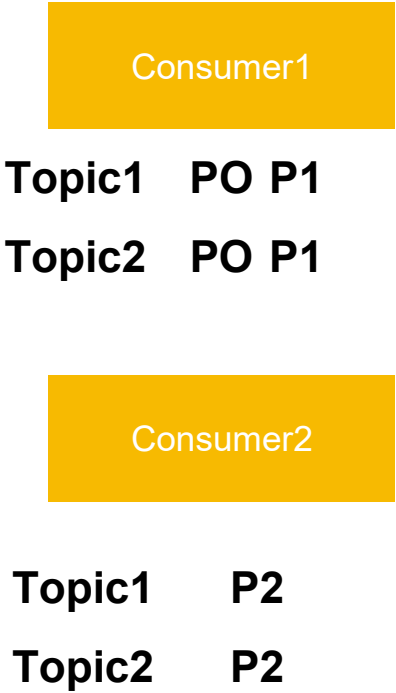 Consumer1
Topic1 PO P1
Topic2 PO P1
Consumer2
Topic1 P2
Topic2 P2